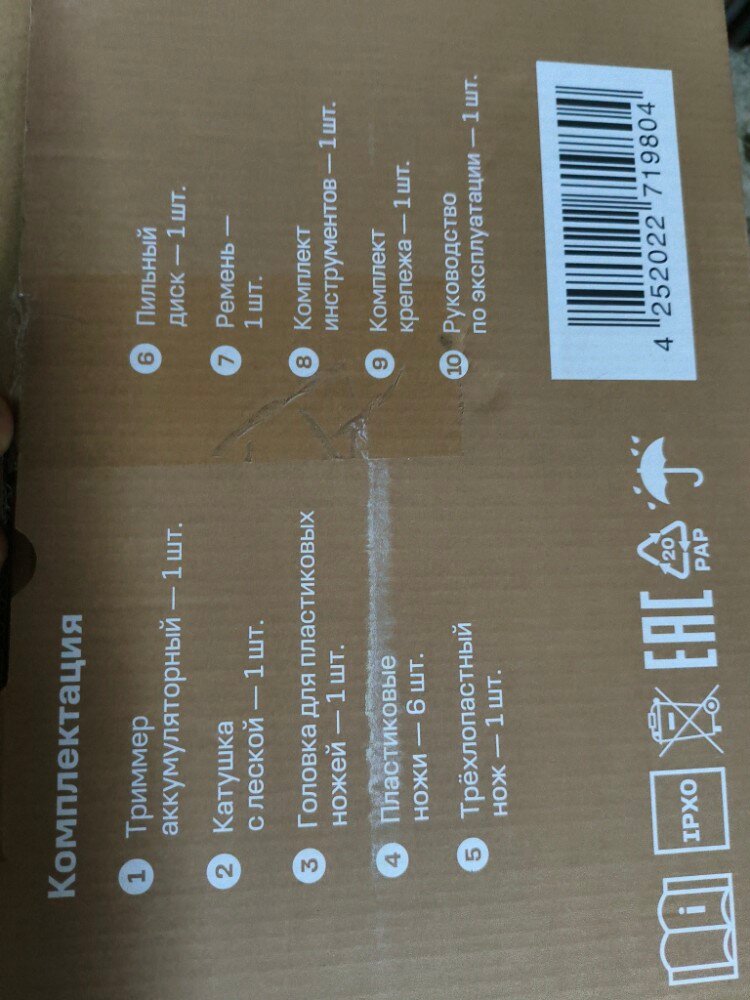 Комплектация
1 Триммер
аккумуляторный — 1 шт.
2 Катушка
с леской — 1 шт.
3 Головка для пластиковых
ножей — 1 шт.
4 Пластиковые
ножи — 6 шт.
5 Трёхлопастный
нож — 1 шт.
6 Пильный
диск — 1 шт.
7 Ремень —
1 шт.
8 Комплект
инструментов — 1 шт.
9 Комплект
крепежа — 1 шт.
10 Руководство
по эксплуатации — 1 шт.
i
IPX0
EAC
20
PAP
4 252022 719804